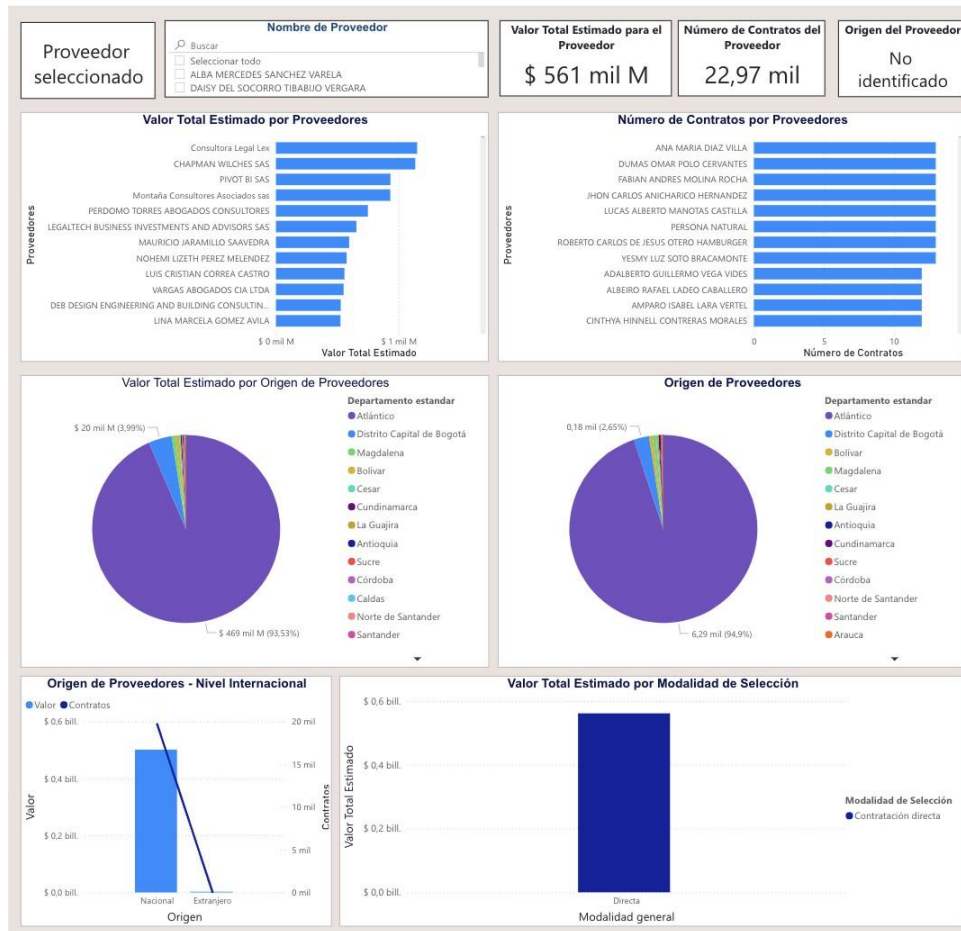 Proveedor
seleccionado
Nombre de Proveedor
Buscar
Seleccionar todo
ALBA MERCEDES SANCHEZ VARELA
DAISY DEL SOCORRO TIBABIJO VERGARA
Valor Total Estimado para el
Proveedor
$ 561 mil M
Número de Contratos del
Proveedor
22,97 mil
Origen del Proveedor
No
identificado
Valor Total Estimado por Proveedores
Proveedores
Consultora Legal Lex
CHAPMAN WILCHES SAS
PIVOT BI SAS
Montaña Consultores Asociados sas
PERDOMO TORRES ABOGADOS CONSULTORES
LEGALTECH BUSINESS INVESTMENTS AND ADVISORS SAS
MAURICIO JARAMILLO SAAVEDRA
NOHEMI LIZETH PEREZ MELENDEZ
LUIS CRISTIAN CORREA CASTRO
VARGAS ABOGADOS CIA LTDA
DEB DESIGN ENGINEERING AND BUILDING CONSULTIN...
LINA MARCELA GOMEZ AVILA
$ 0 mil M
$ 1 mil M
Valor Total Estimado
Número de Contratos por Proveedores
Proveedores
ANA MARIA DIAZ VILLA
DUMAS OMAR POLO CERVANTES
FABIAN ANDRES MOLINA ROCHA
JHON CARLOS ANICHARICO HERNANDEZ
LUCAS ALBERTO MANOTAS CASTILLA
PERSONA NATURAL
ROBERTO CARLOS DE JESUS OTERO HAMBURGER
YESMY LUZ SOTO BRACAMONTE
ADALBERTO GUILLERMO VEGA VIDES
ALBEIRO RAFAEL LADEO CABALLERO
AMPARO ISABEL LARA VERTEL
CINTHYA HINNELL CONTRERAS MORALES
0
5
10
Número de Contratos
Valor Total Estimado por Origen de Proveedores
$ 20 mil M (3,99%)
$ 469 mil M (93,53%)
Departamento estandar
Atlántico
Distrito Capital de Bogotá
Magdalena
Bolívar
Cesar
Cundinamarca
La Guajira
Antioquia
Sucre
Córdoba
Caldas
Norte de Santander
Santander
Origen de Proveedores
0,18 mil (2,65%)
6,29 mil (94,9%)
Departamento estandar
Atlántico
Distrito Capital de Bogotá
Bolívar
Magdalena
Cesar
La Guajira
Antioquia
Cundinamarca
Sucre
Córdoba
Norte de Santander
Santander
Arauca
Origen de Proveedores - Nivel Internacional
Valor
Contratos
Valor
$ 0,6 bill.
$ 0,4 bill.
$ 0,2 bill.
$ 0,0 bill.
20 mil
15 mil
10 mil
5 mil
0 mil
Contratos
Nacional
Extranjero
Origen
Valor Total Estimado por Modalidad de Selección
Valor Total Estimado
$ 0,6 bill.
$ 0,4 bill.
$ 0,2 bill.
$ 0,0 bill.
Directa
Modalidad general
Modalidad de Selección
Contratación directa